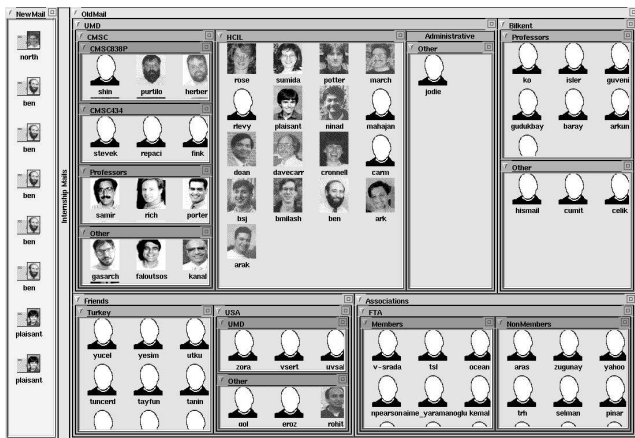 NewMail
north
ben
ben
ben
ben
ben
plaisant
plaisant
Internship Mails
OldMail
UMD
CMSC
CMSC838P
shin purtilo herber
CMSC434
stevek repaci fink
Professors
samir rich porter
Other
gasarch faloutsos kanal
HCIL
rose sumida potter march
rlevy plaisant ninad mahajan
doan davecarr cronnell carm
bsj bmilash ben ark
arak
Administrative
Other
jodie
Bilkent
Professors
ko isler guveni
gudukbay baray arkun
Other
hismail cumit celik
Friends
Turkey
yucel yesim utku
tuncerd tayfun tanin
USA
UMD
zora vsert uvsal
Other
gol eroz rohit
Associations
FTA
Members
v-srada tsl ocean
npearson aime_yaramanoglu kemal
NonMembers
aras zugunay yahoo
trh selman pinar